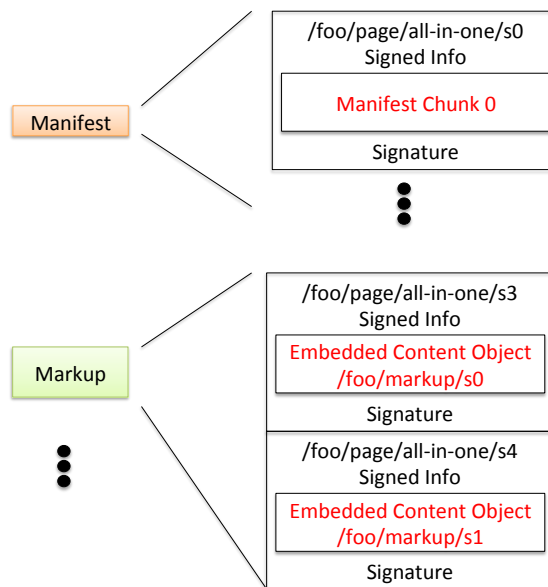 /foo/page/all-in-one/s0
Signed Info
Manifest Chunk 0
Manifest
Signature
/foo/page/all-in-one/s3
Signed Info
Embedded Content Object
/foo/markup/s0
Markup
Signature
/foo/page/all-in-one/s4
Signed Info
Embedded Content Object
/foo/markup/s1
Signature